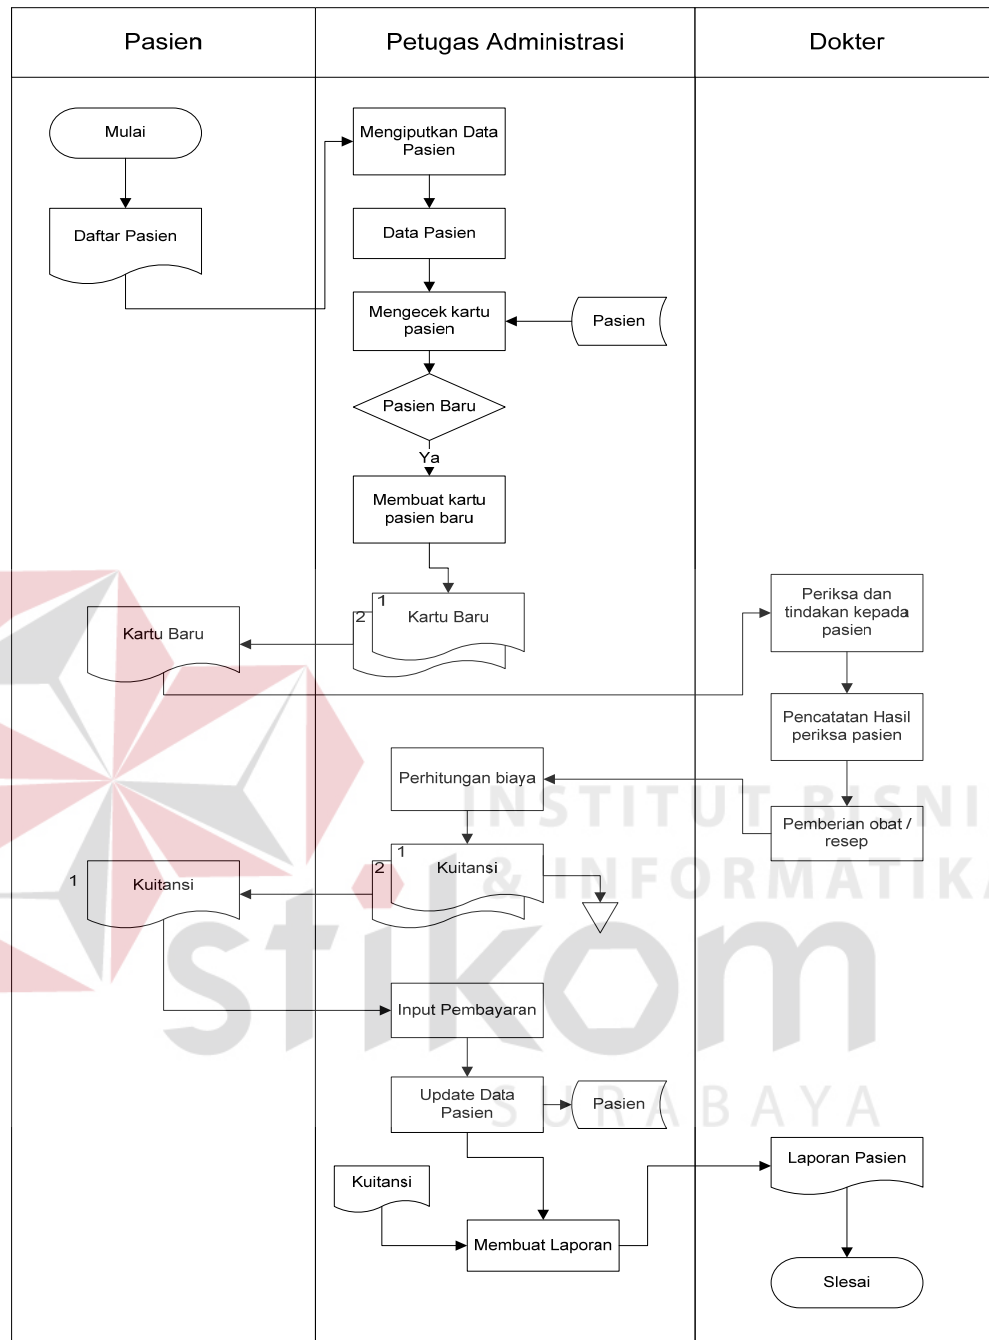 Pasien
Petugas Administrasi
Dokter
Mulai
Mengiputkan Data
Pasien
Daftar Pasien
Data Pasien
Mengecek kartu
pasien
Pasien
Pasien Baru
Ya
Membuat kartu
pasien baru
1
2
Kartu Baru
Kartu Baru
Periksa dan
tindakan kepada
pasien
Pencatatan Hasil
periksa pasien
Perhitungan biaya
Pemberian obat /
resep
1
2
Kuitansi
1
Kuitansi
Input Pembayaran
Update Data
Pasien
Pasien
Kuitansi
Laporan Pasien
Membuat Laporan
Slesai
INSTITUT BISNI
& INFORMATIKA
stikom
SURABAYA